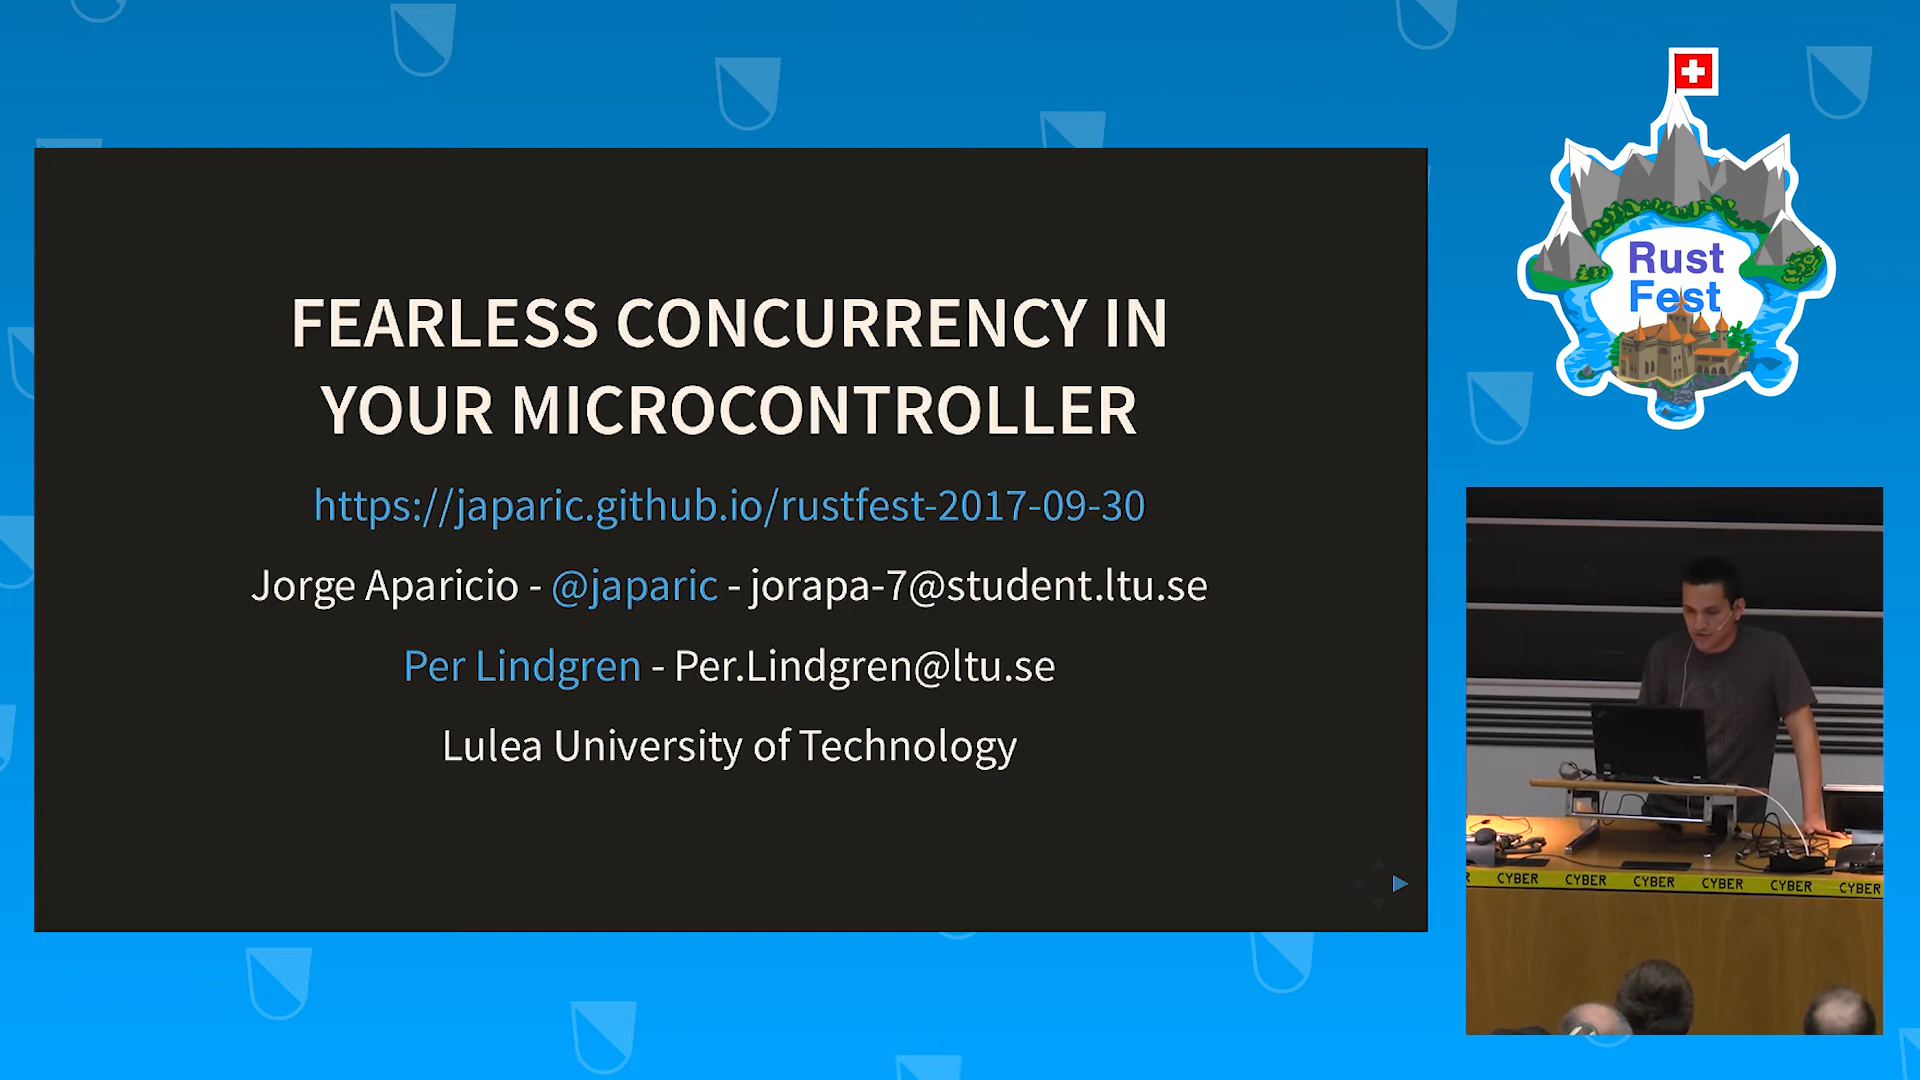 FEARLESS CONCURRENCY IN
YOUR MICROCONTROLLER
https://japaric.github.io/rustfest-2017-09-30
Jorge Aparicio - @japaric - jorapa-7@student.ltu.se
Per Lindgren - Per.Lindgren@ltu.se
Lulea University of Technology
Rust
Fest
CYBER CYBER CYBER CYBER CYBER CYBER